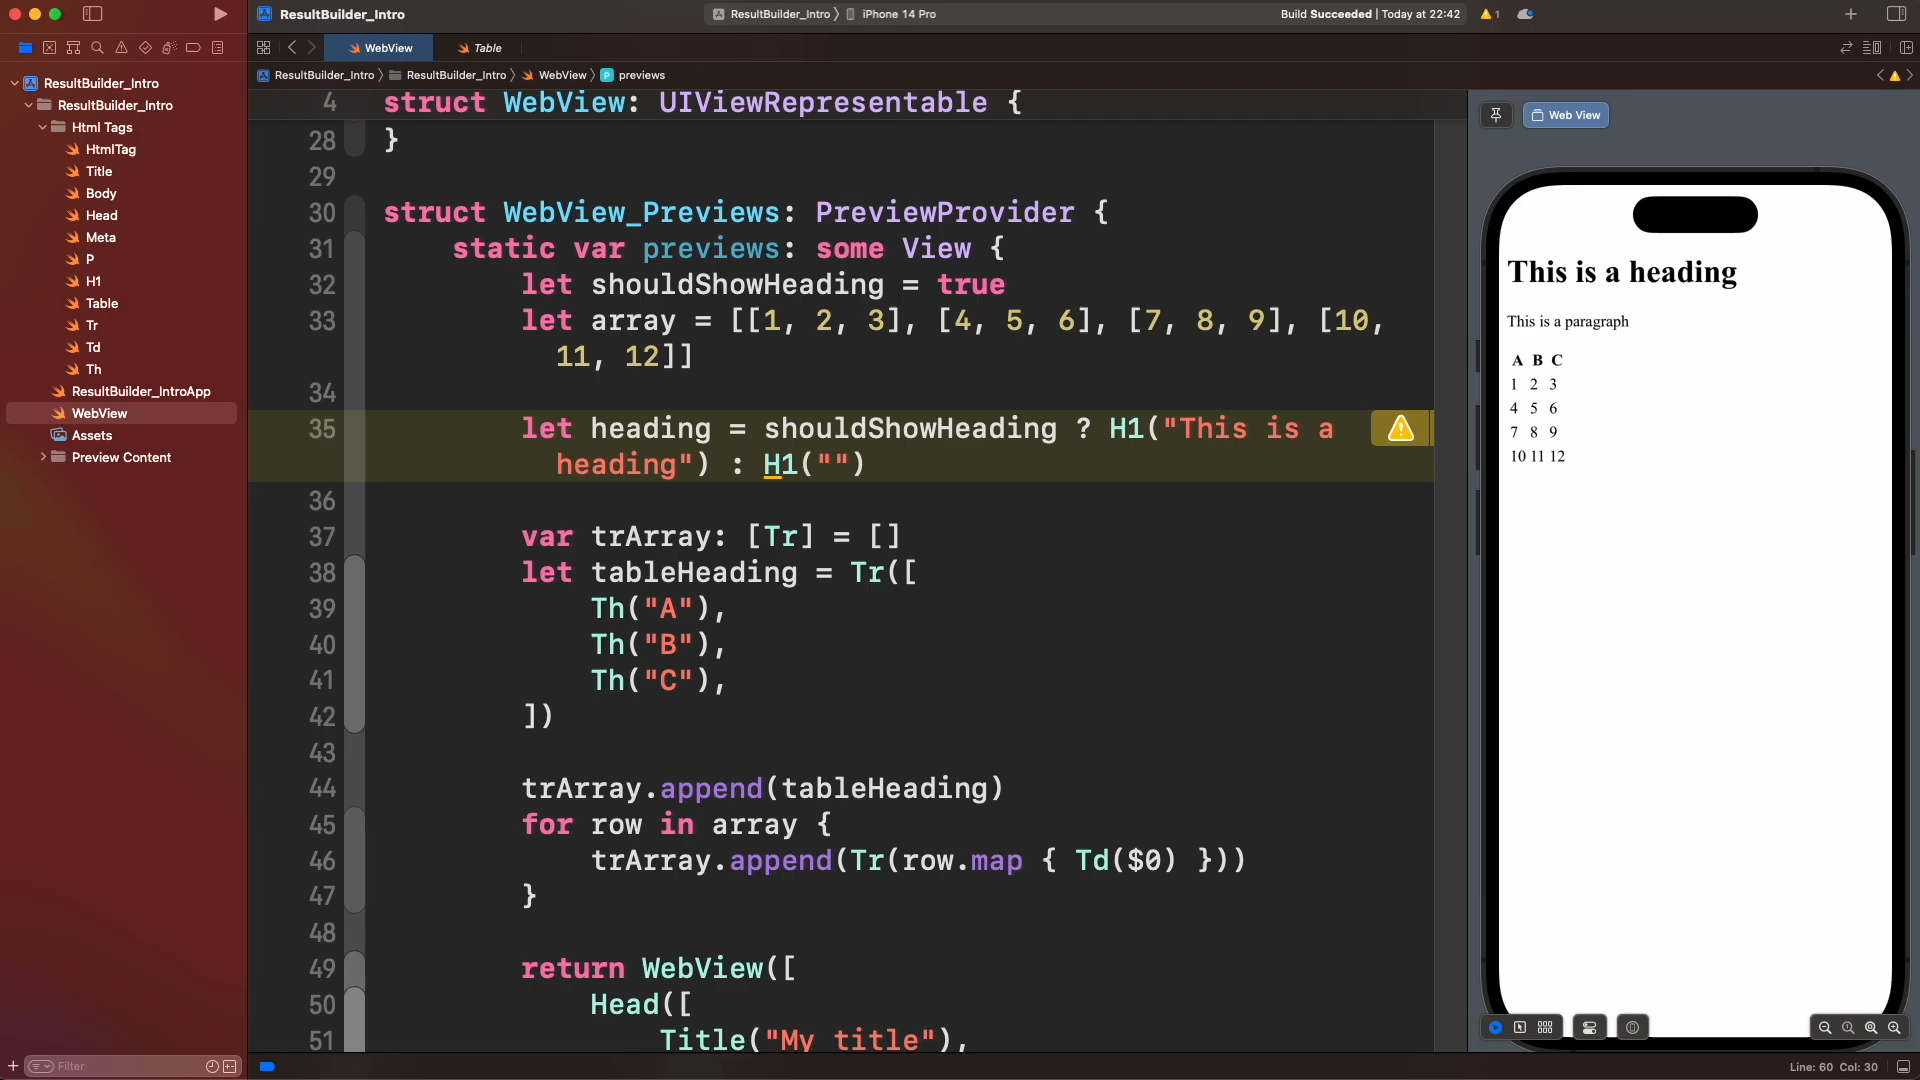 ResultBuilder_Intro
ResultBuilder_Intro 〉 iPhone 14 Pro
Build Succeeded | Today at 22:42
1
WebView
Table
ResultBuilder_Intro 〉 ResultBuilder_Intro 〉 WebView 〉 previews
ResultBuilder_Intro
ResultBuilder_Intro
Html Tags
HtmlTag
Title
Body
Head
Meta
P
H1
Table
Tr
Td
Th
ResultBuilder_IntroApp
WebView
Assets
Preview Content
Filter
4 struct WebView: UIViewRepresentable {
28 }
29
30 struct WebView_Previews: PreviewProvider {
31 static var previews: some View {
32 let shouldShowHeading = true
33 let array = [[1, 2, 3], [4, 5, 6], [7, 8, 9], [10,
11, 12]]
34
35 let heading = shouldShowHeading ? H1("This is a
heading") : H1("")
36
37 var trArray: [Tr] = []
38 let tableHeading = Tr([
39 Th("A"),
40 Th("B"),
41 Th("C"),
42 ])
43
44 trArray.append(tableHeading)
45 for row in array {
46 trArray.append(Tr(row.map { Td($0) }))
47 }
48
49 return WebView([
50 Head([
51 Title("My title"),
Web View
This is a heading
This is a paragraph
A B C
1 2 3
4 5 6
7 8 9
10 11 12
Line: 60 Col: 30